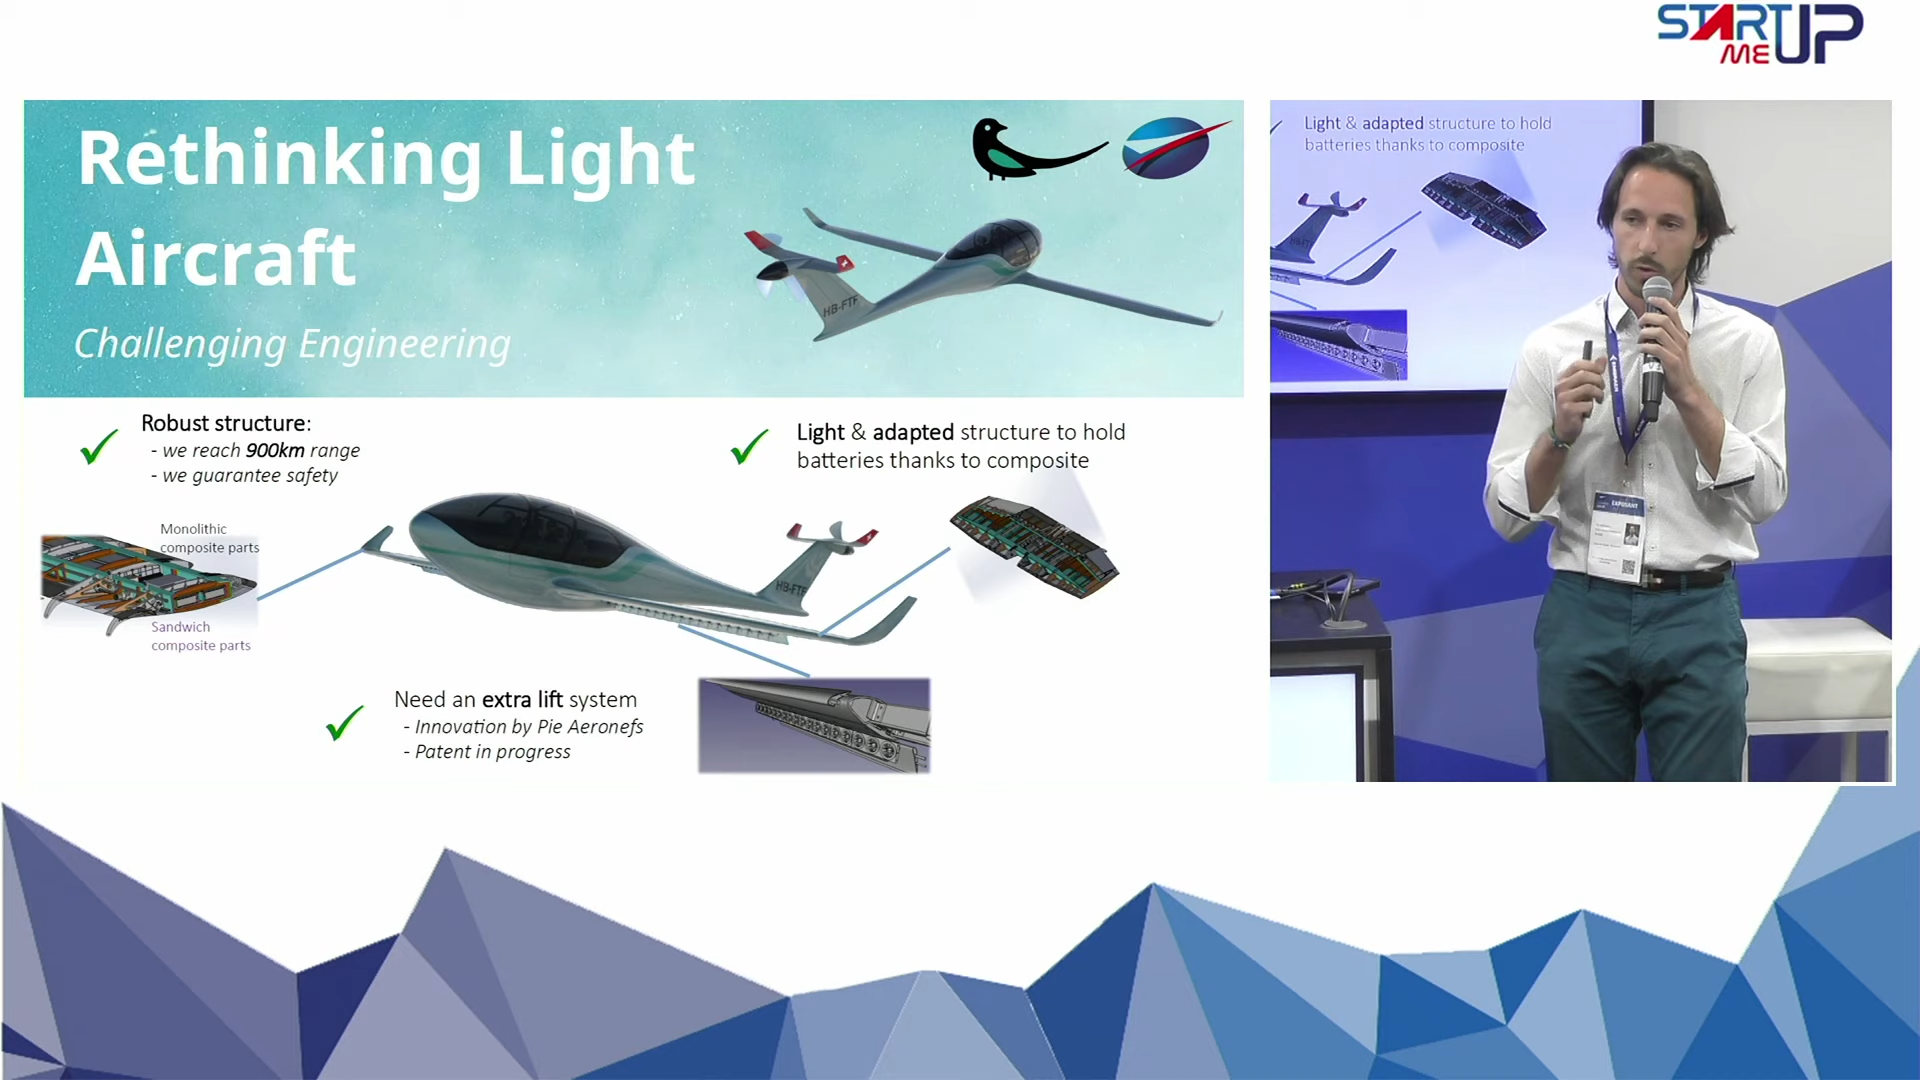 START
ME UP
Rethinking Light
Aircraft
Challenging Engineering
HB-FTF
Robust structure:
- we reach 900km range
- we guarantee safety
Light & adapted structure to hold
batteries thanks to composite
Monolithic
composite parts
Sandwich
composite parts
HB-FTF
Need an extra lift system
- Innovation by Pie Aeronefs
- Patent in progress
Light & adapted structure to hold
batteries thanks to composite
EXPOSANT